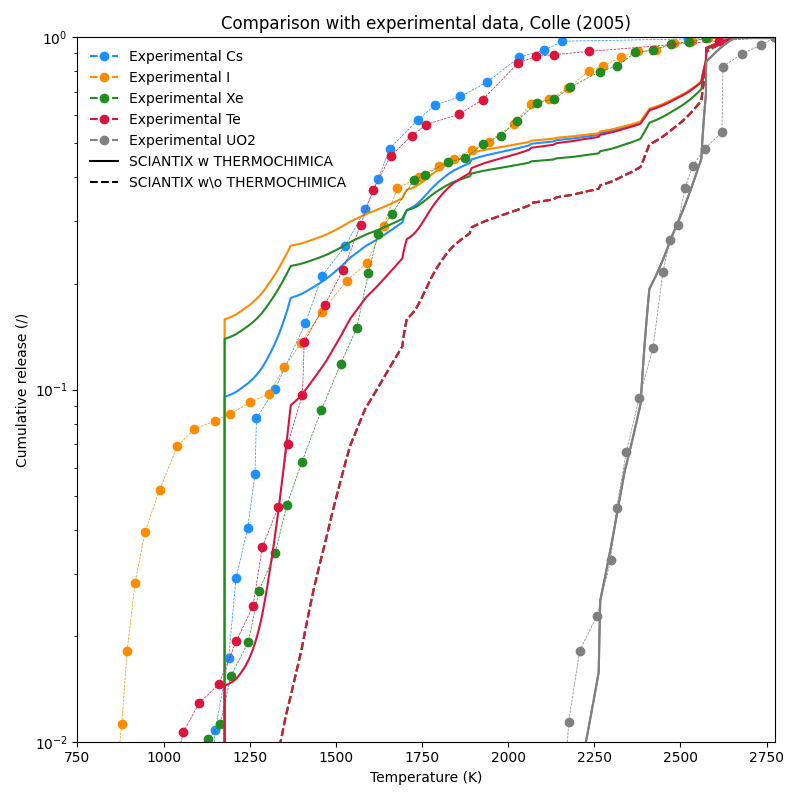 Comparison with experimental data, Colle (2005)
Experimental Cs
Experimental I
Experimental Xe
Experimental Te
Experimental UO2
SCIANTIX w THERMOCHIMICA
SCIANTIX w\o THERMOCHIMICA
Cumulative release (/)
10⁰
10⁻¹
10⁻²
750 1000 1250 1500 1750 2000 2250 2500 2750
Temperature (K)